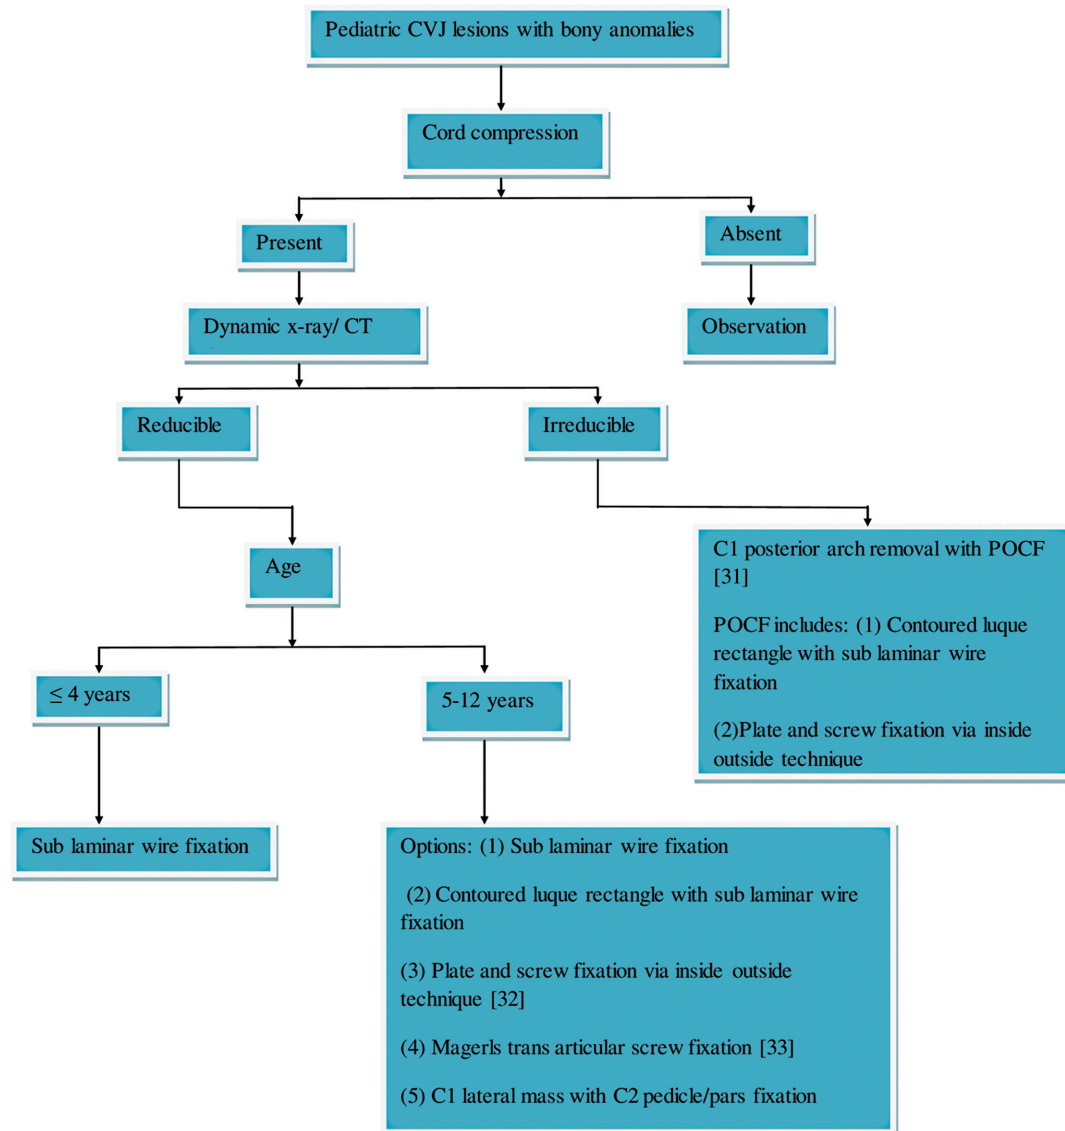 Pediatric CVJ lesions with bony anomalies
Cord compression
Present
Absent
Dynamic x-ray/ CT
Observation
Reducible
Irreducible
Age
C1 posterior arch removal with POCF
[31]
POCF includes: (1) Contoured luque
rectangle with sub laminar wire
fixation
(2)Plate and screw fixation via inside
outside technique
≤ 4 years
5-12 years
Sub laminar wire fixation
Options: (1) Sub laminar wire fixation
(2) Contoured luque rectangle with sub laminar wire
fixation
(3) Plate and screw fixation via inside outside
technique [32]
(4) Magerls trans articular screw fixation [33]
(5) C1 lateral mass with C2 pedicle/pars fixation